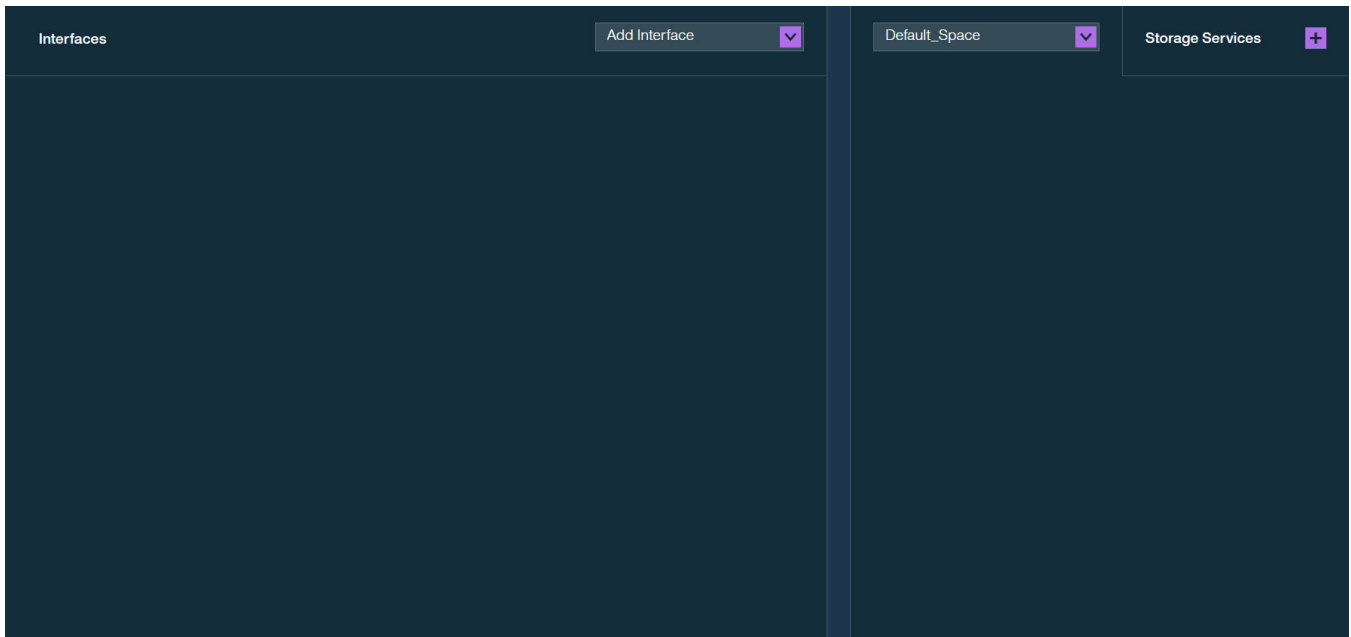 Interfaces
Add Interface
Default_Space
Storage Services